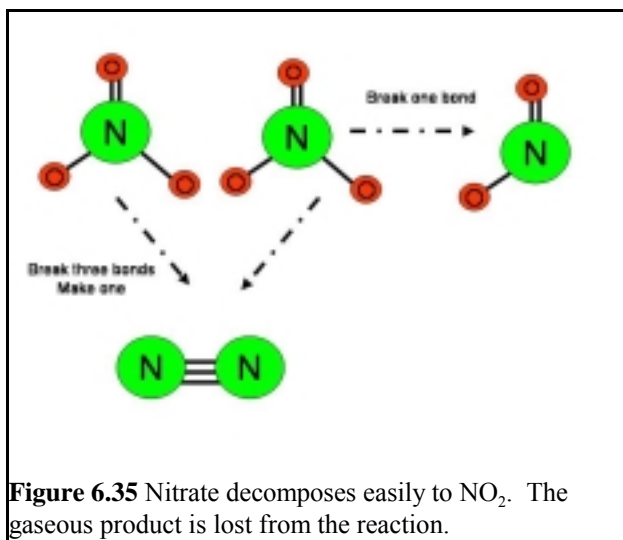 O
O
O
N
N
N
O
O
O
O
O
Break one bond
Break three bonds
Make one
N
N
Figure 6.35 Nitrate decomposes easily to NO₂. The
gaseous product is lost from the reaction.